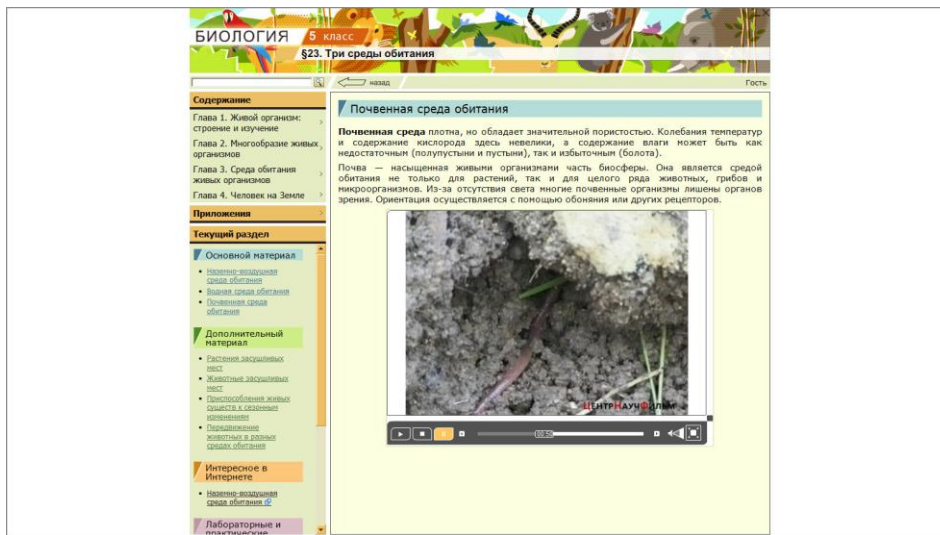 БИОЛОГИЯ 5 класс
§23. Три среды обитания
назад
Гость
Содержание
Глава 1. Живой организм:
строение и изучение
Глава 2. Многообразие живых
организмов
Глава 3. Среда обитания
живых организмов
Глава 4. Человек на Земле
Приложения
Текущий раздел
Основной материал
Наземно-воздушная
среда обитания
Водная среда обитания
Почвенная среда
обитания
Дополнительный
материал
Растения засушливых
мест
Животные засушливых
мест
Приспособления живых
существ к сезонным
изменениям
Передвижение
животных в разных
средах обитания
Интересное в
Интернете
Наземно-воздушная
среда обитания
Лабораторные и
практические
Почвенная среда обитания
Почвенная среда плотна, но обладает значительной пористостью. Колебания температур
и содержание кислорода здесь невелики, а содержание влаги может быть как
недостаточным (полупустыни и пустыни), так и избыточным (болота).
Почва — насыщенная живыми организмами часть биосферы. Она является средой
обитания не только для растений, так и для целого ряда животных, грибов и
микроорганизмов. Из-за отсутствия света многие почвенные организмы лишены органов
зрения. Ориентация осуществляется с помощью обоняния или других рецепторов.
ЦЕНТРНАУЧФИЛЬМ